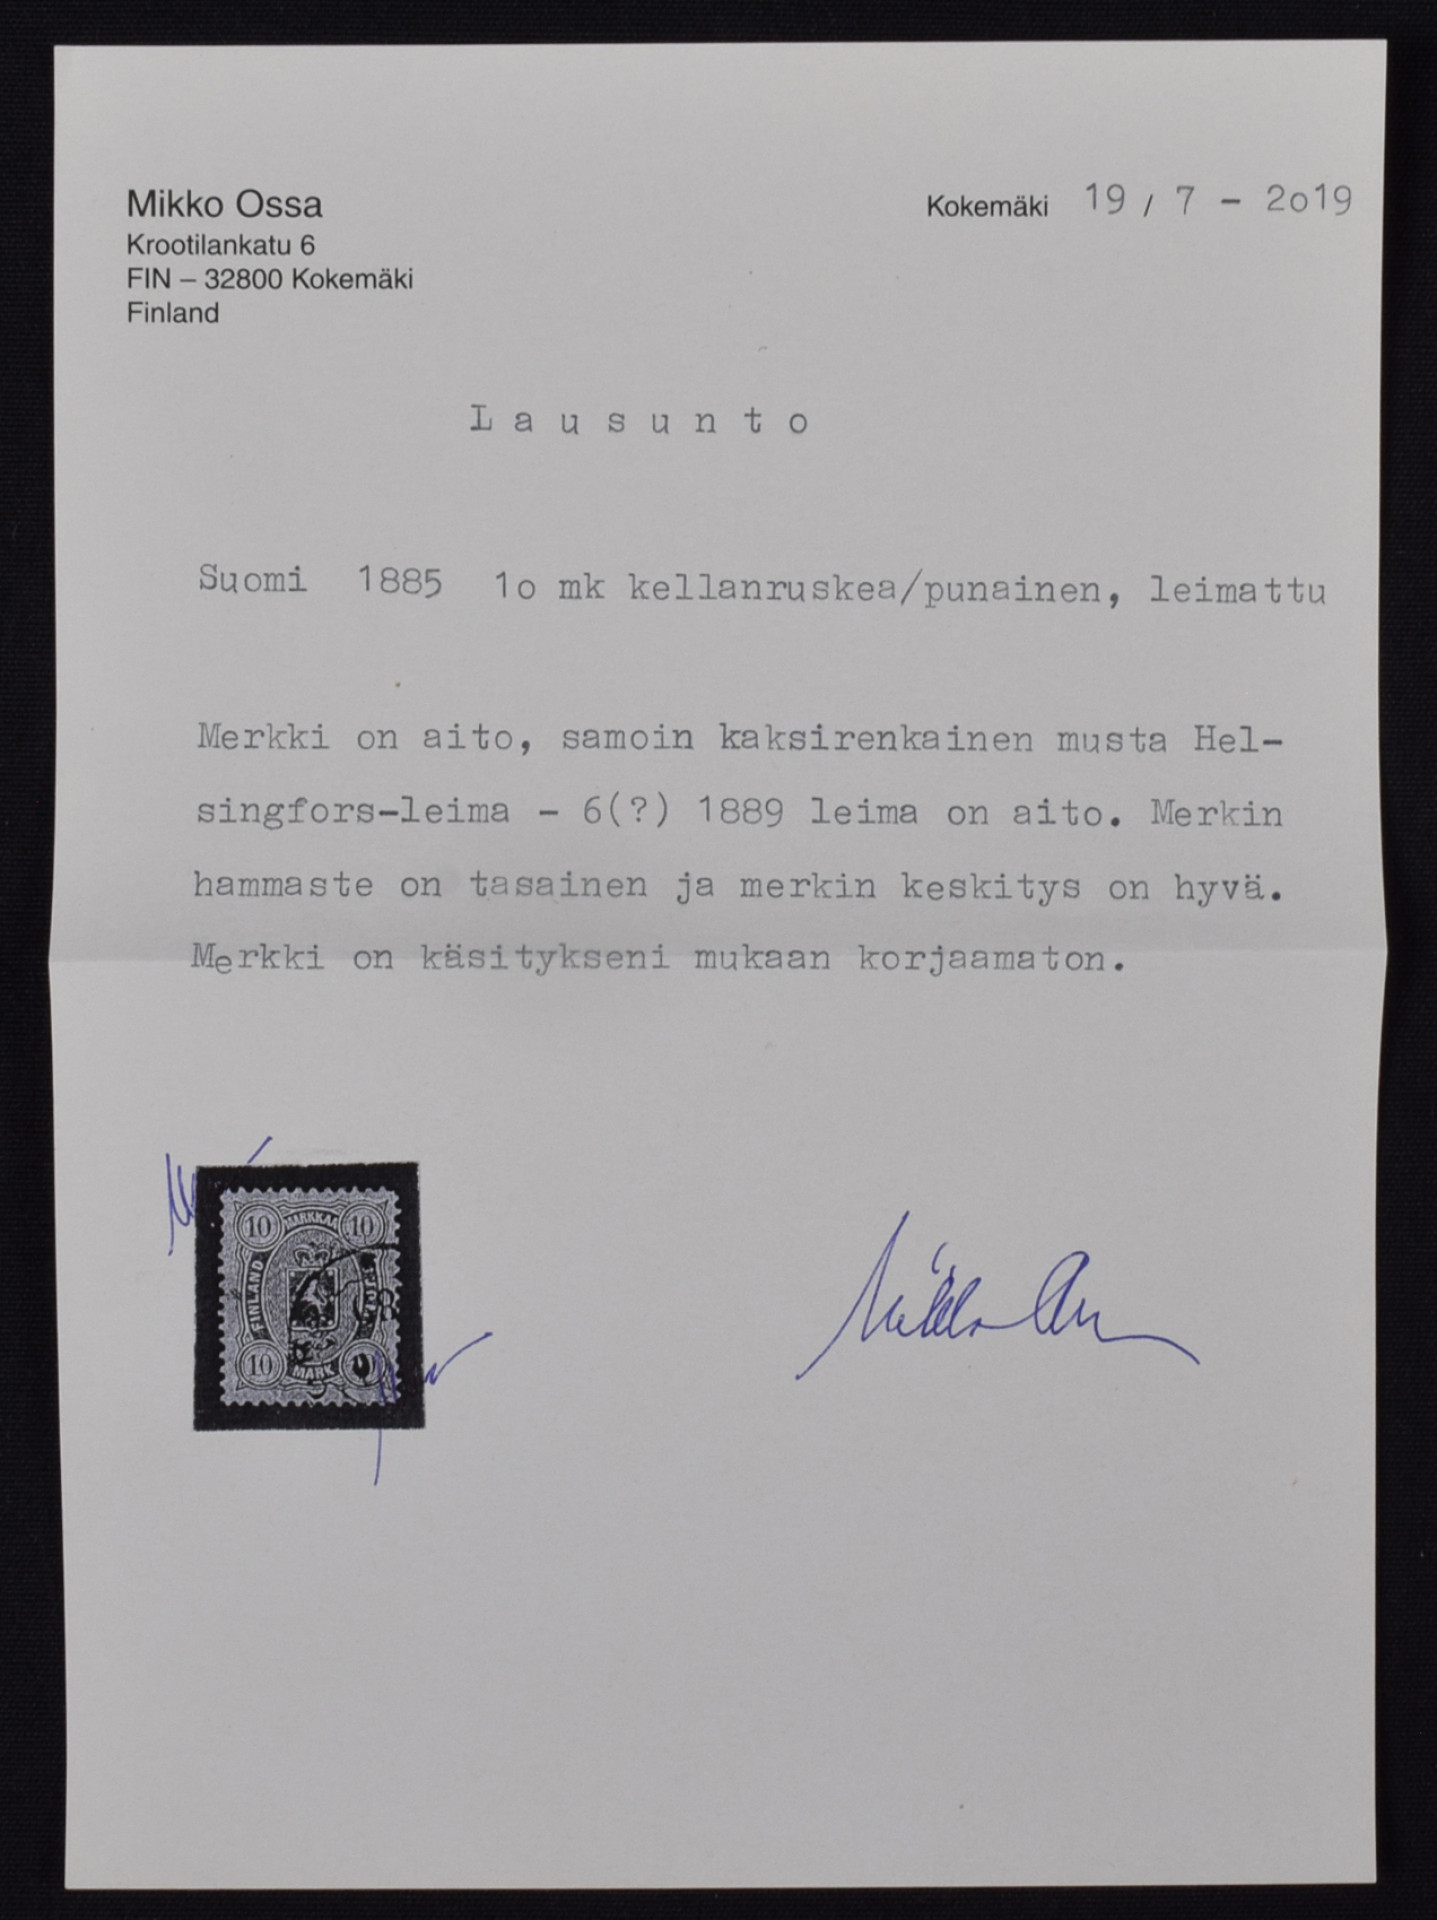 Mikko Ossa
Krootilankatu 6
FIN – 32800 Kokemäki
Finland
Kokemäki 19 / 7 - 2o19
L a u s u n t o
Suomi 1885 1o mk kellanruskea/punainen, leimattu
Merkki on aito, samoin kaksirenkainen musta Hel-
singfors-leima - 6(?) 1889 leima on aito. Merkin
hammaste on tasainen ja merkin keskitys on hyvä.
Merkki on käsitykseni mukaan korjaamaton.
10 MARKKAA 10
FINLAND
10 MARK 10